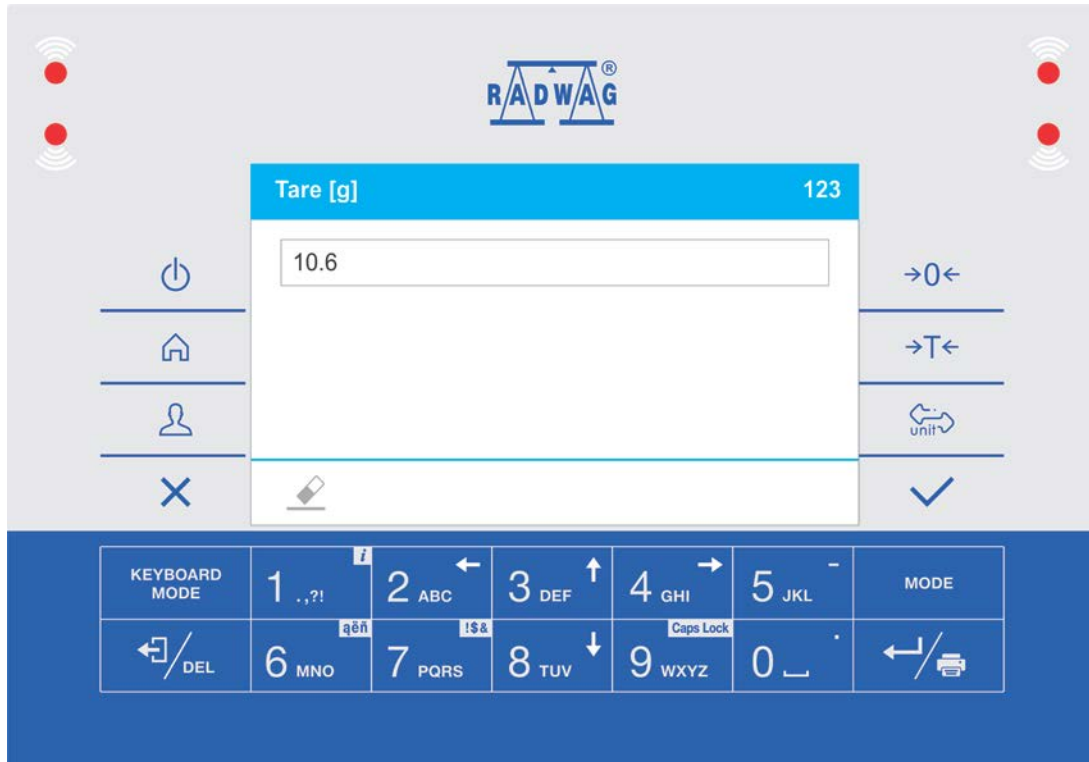 RADWAG®
Tare [g] 123
10.6
→0←
→T←
unit
KEYBOARD MODE
1 .,?! i
2 ABC ←
3 DEF ↑
4 GHI →
5 JKL -
MODE
/DEL
6 MNO ąëñ
7 PQRS !$&
8 TUV ↓
9 WXYZ Caps Lock
0 .